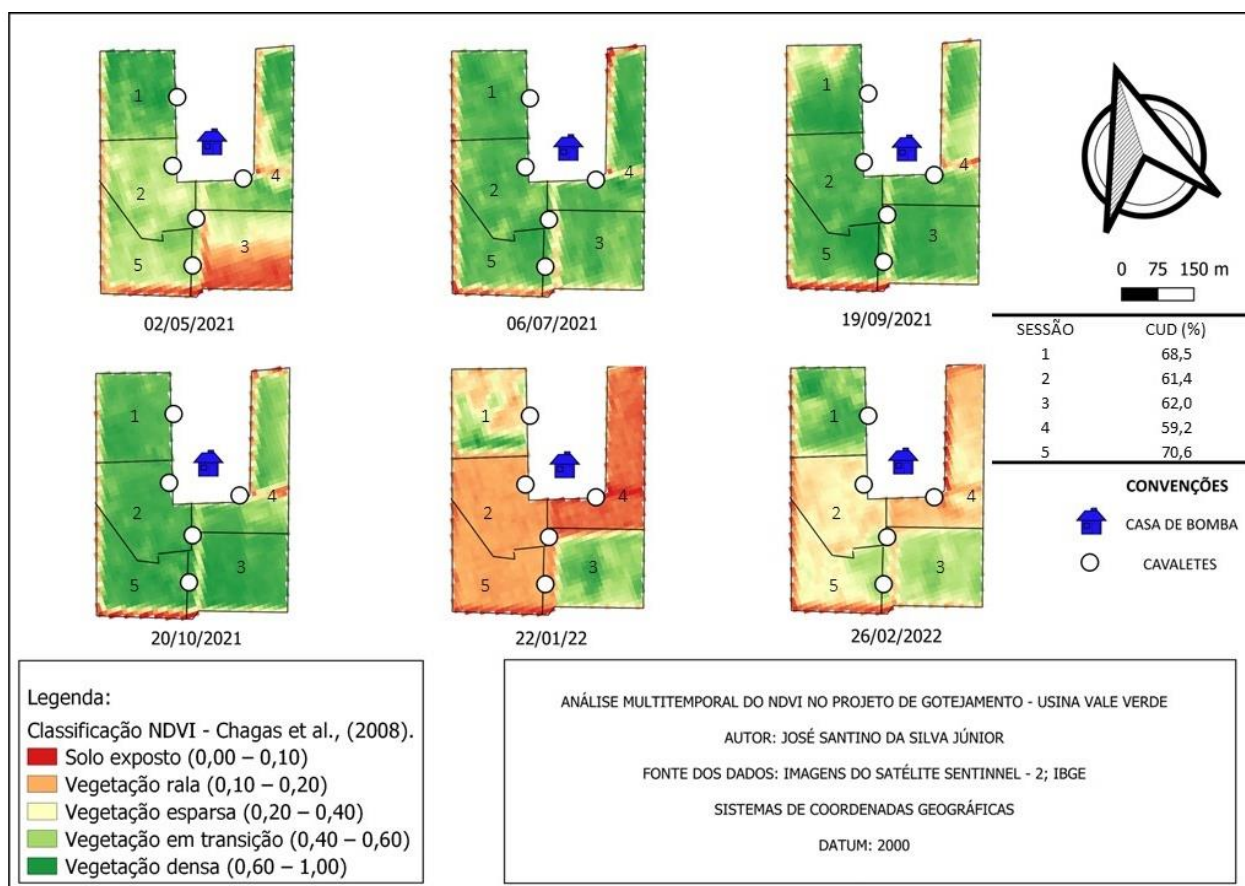 1
2
3
4
5
02/05/2021
1
2
3
4
5
06/07/2021
1
2
3
4
5
19/09/2021
0 75 150 m
SESSÃO CUD (%)
1 68,5
2 61,4
3 62,0
4 59,2
5 70,6
CONVENÇÕES
CASA DE BOMBA
CAVALETES
1
2
3
4
5
20/10/2021
1
2
3
4
5
22/01/22
1
2
3
4
5
26/02/2022
Legenda:
Classificação NDVI - Chagas et al., (2008).
Solo exposto (0,00 – 0,10)
Vegetação rala (0,10 – 0,20)
Vegetação esparsa (0,20 – 0,40)
Vegetação em transição (0,40 – 0,60)
Vegetação densa (0,60 – 1,00)
ANÁLISE MULTITEMPORAL DO NDVI NO PROJETO DE GOTEJAMENTO - USINA VALE VERDE
AUTOR: JOSÉ SANTINO DA SILVA JÚNIOR
FONTE DOS DADOS: IMAGENS DO SATÉLITE SENTINNEL - 2; IBGE
SISTEMAS DE COORDENADAS GEOGRÁFICAS
DATUM: 2000